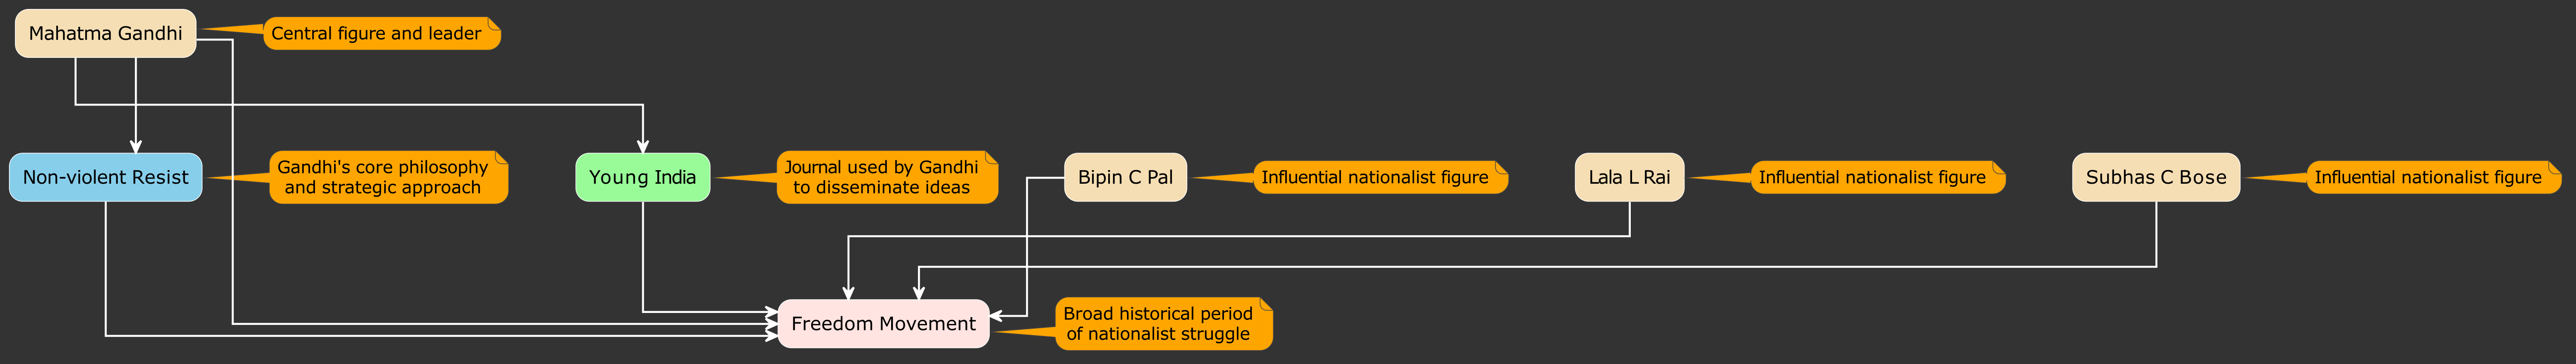 Mahatma Gandhi
Central figure and leader
Non-violent Resist
Gandhi's core philosophy
and strategic approach
Young India
Journal used by Gandhi
to disseminate ideas
Bipin C Pal
Influential nationalist figure
Lala L Rai
Influential nationalist figure
Subhas C Bose
Influential nationalist figure
Freedom Movement
Broad historical period
of nationalist struggle